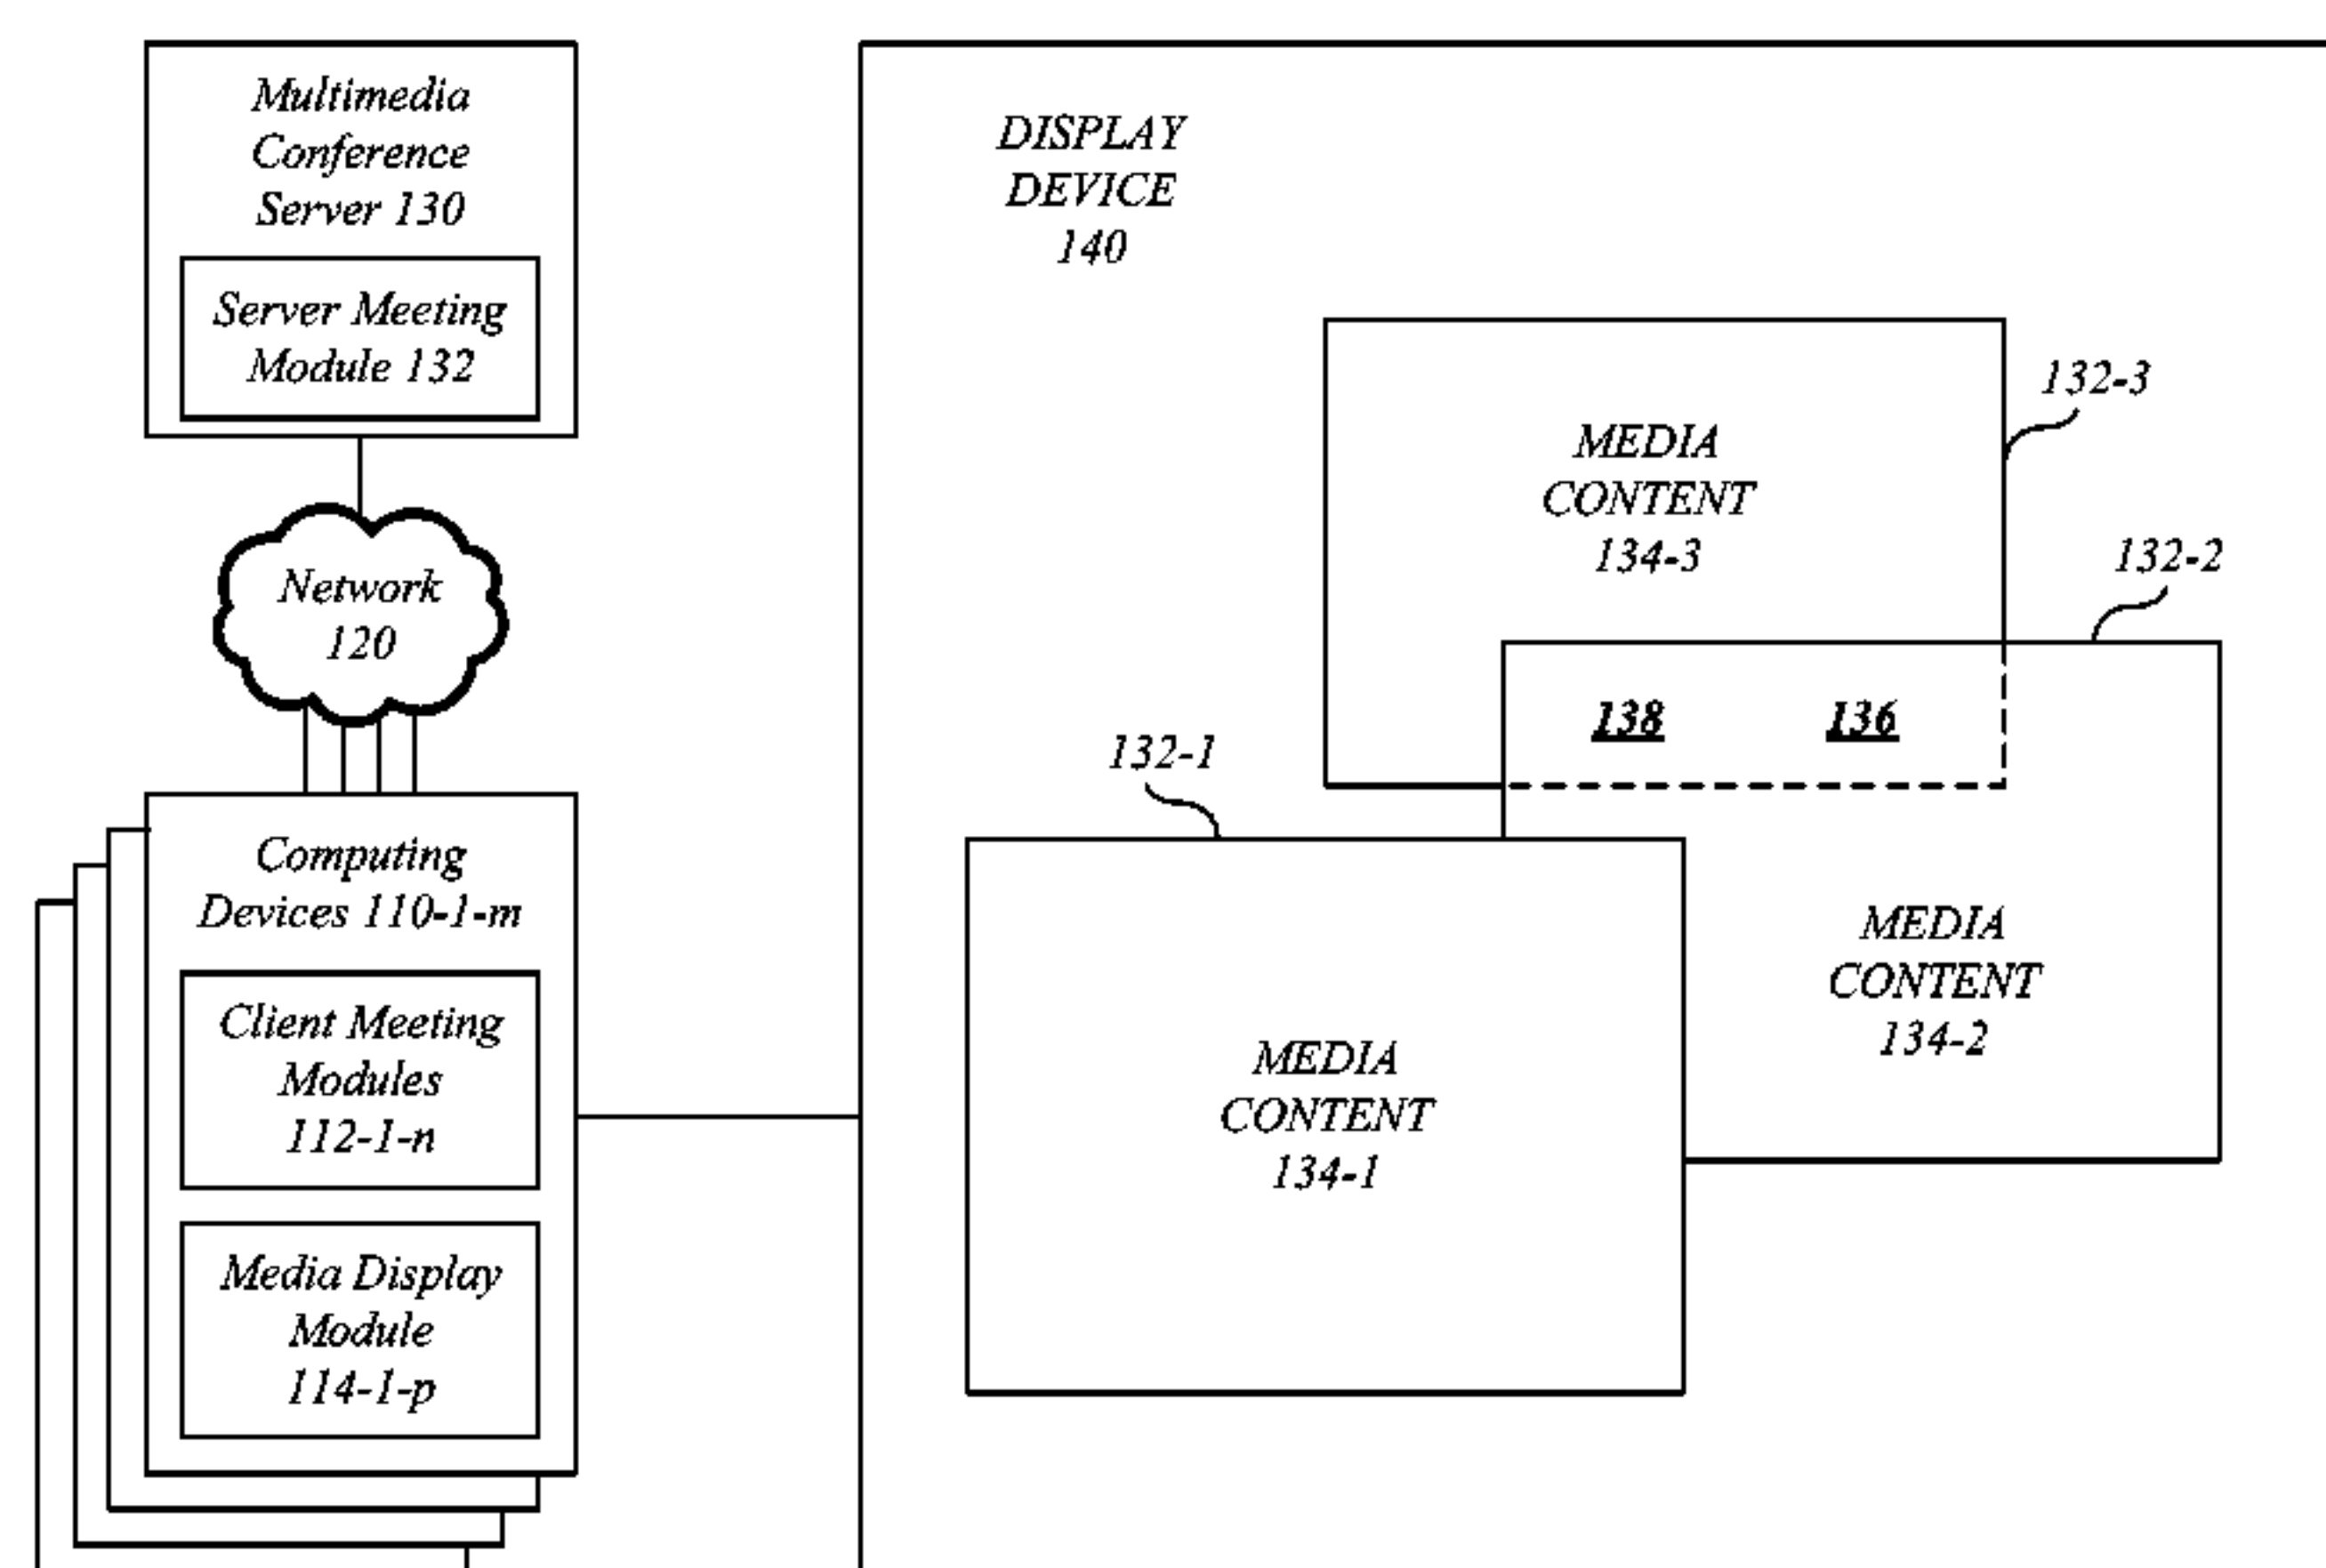 Multimedia
Conference
Server 130
Server Meeting
Module 132
Network
120
Computing
Devices 110-1-m
Client Meeting
Modules
112-1-n
Media Display
Module
114-1-p
DISPLAY
DEVICE
140
MEDIA
CONTENT
134-3
132-3
132-2
138 136
132-1
MEDIA
CONTENT
134-2
MEDIA
CONTENT
134-1